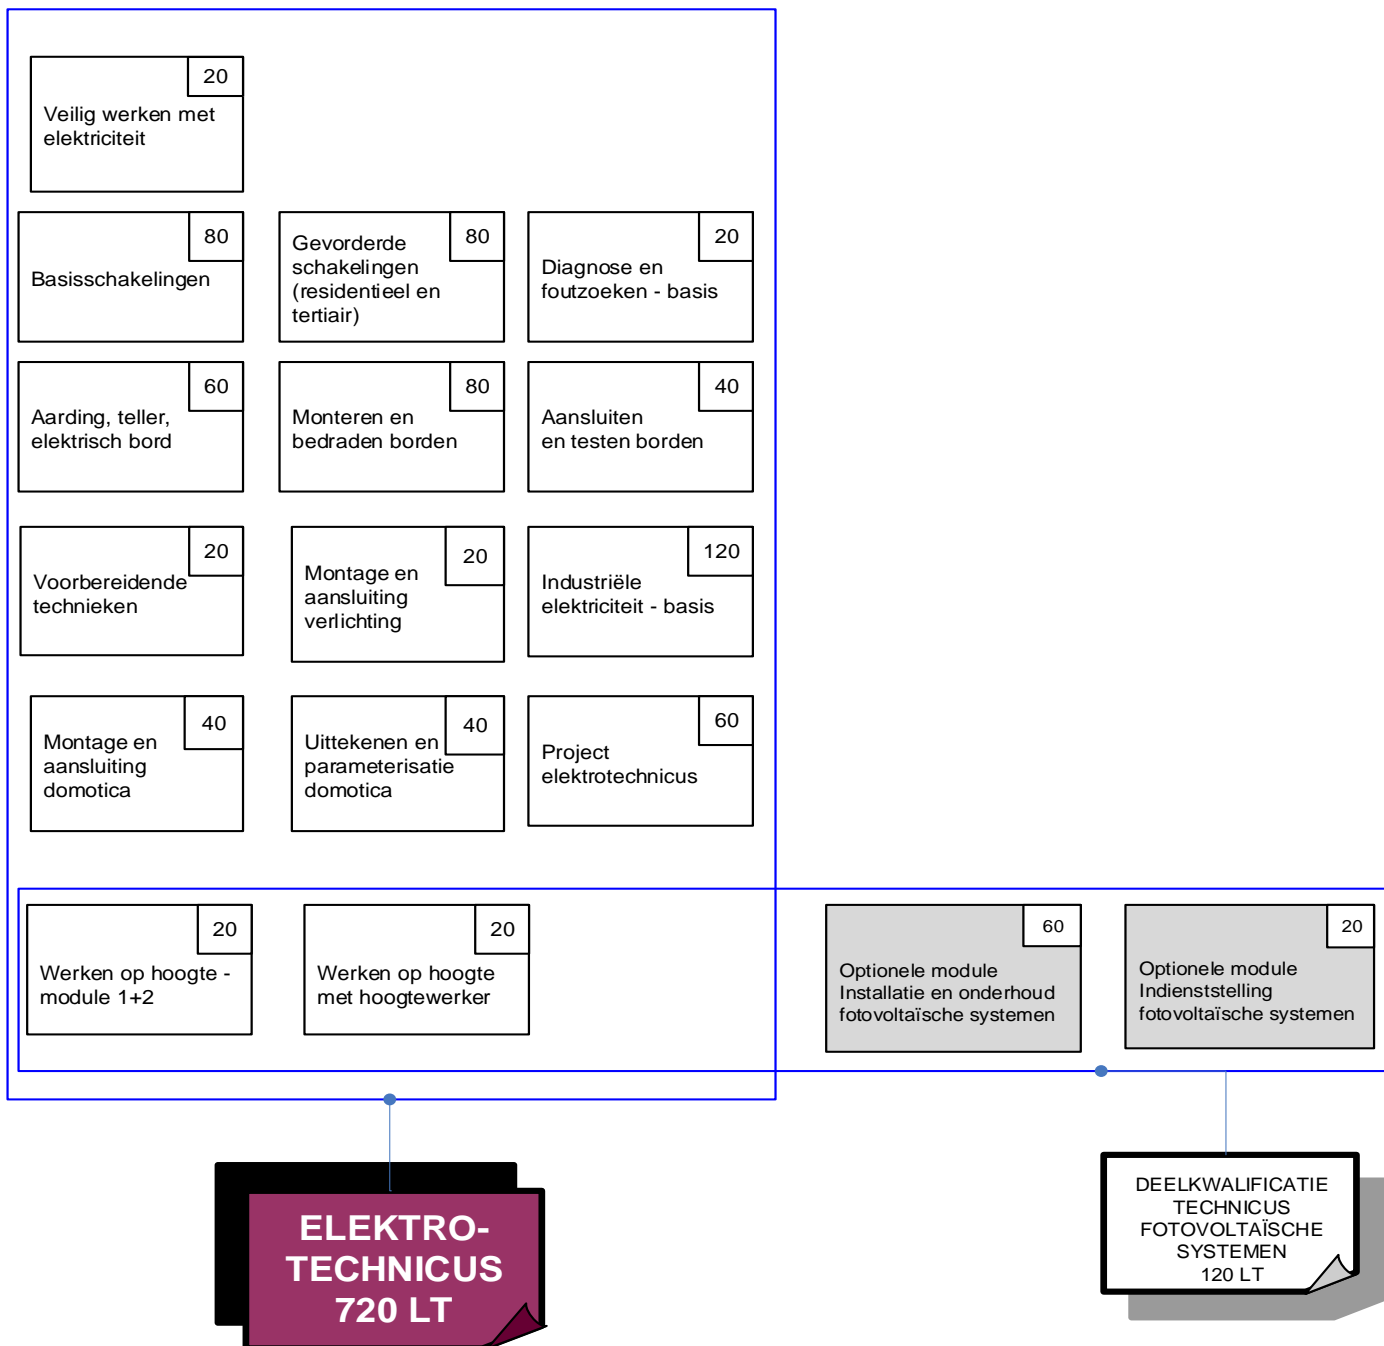 20
Veilig werken met
elektriciteit
80
Basisschakelingen
80
Gevorderde
schakelingen
(residentieel en
tertiair)
20
Diagnose en
foutzoeken - basis
60
Aarding, teller,
elektrisch bord
80
Monteren en
bedraden borden
40
Aansluiten
en testen borden
20
Voorbereidende
technieken
20
Montage en
aansluiting
verlichting
120
Industriële
elektriciteit - basis
40
Montage en
aansluiting
domotica
40
Uittekenen en
parameterisatie
domotica
60
Project
elektrotechnicus
20
Werken op hoogte -
module 1+2
20
Werken op hoogte
met hoogtewerker
60
Optionele module
Installatie en onderhoud
fotovoltaïsche systemen
20
Optionele module
Indienststelling
fotovoltaïsche systemen
ELEKTRO-
TECHNICUS
720 LT
DEELKWALIFICATIE
TECHNICUS
FOTOVOLTAÏSCHE
SYSTEMEN
120 LT